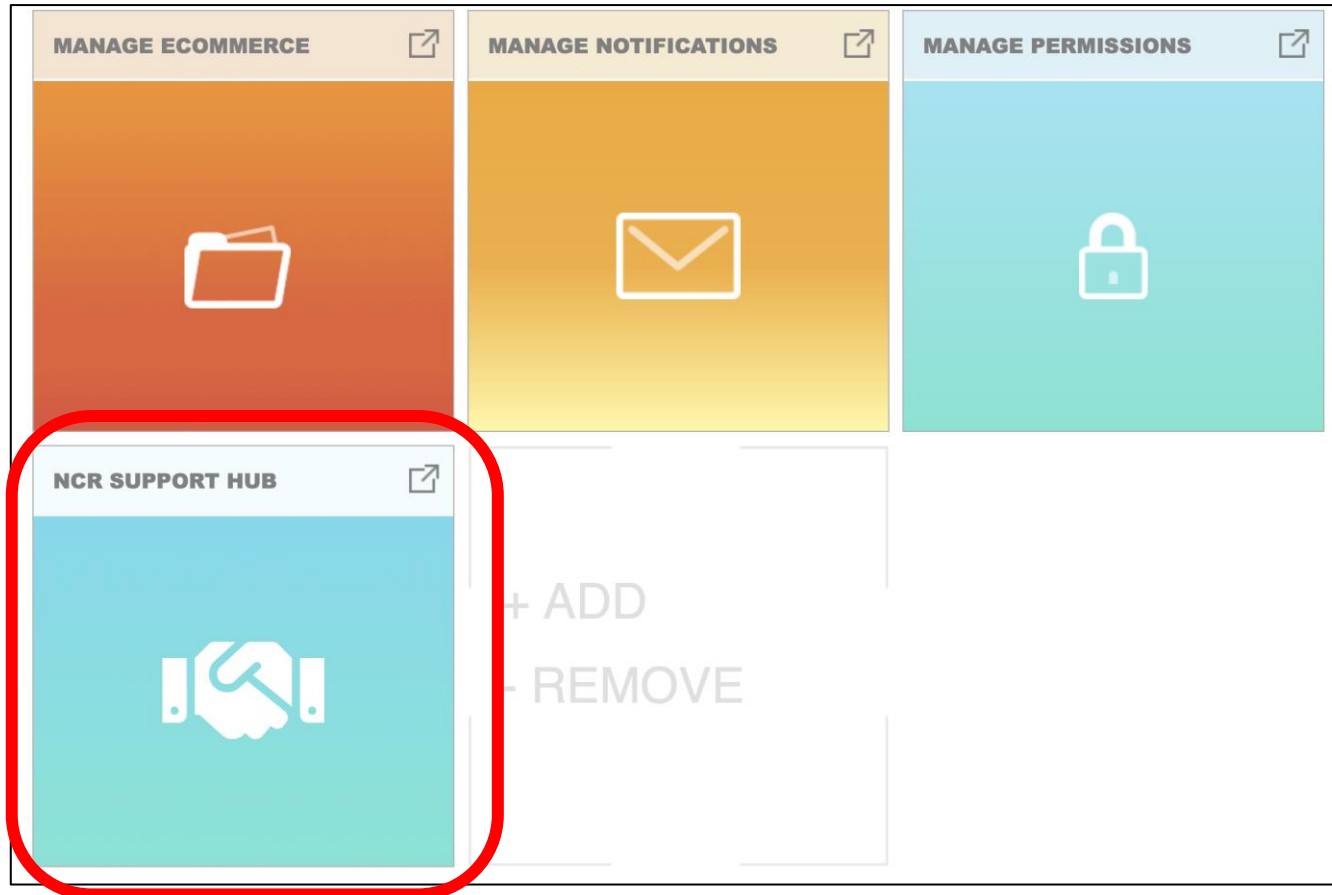 MANAGE ECOMMERCE
MANAGE NOTIFICATIONS
MANAGE PERMISSIONS
NCR SUPPORT HUB
+ ADD
- REMOVE